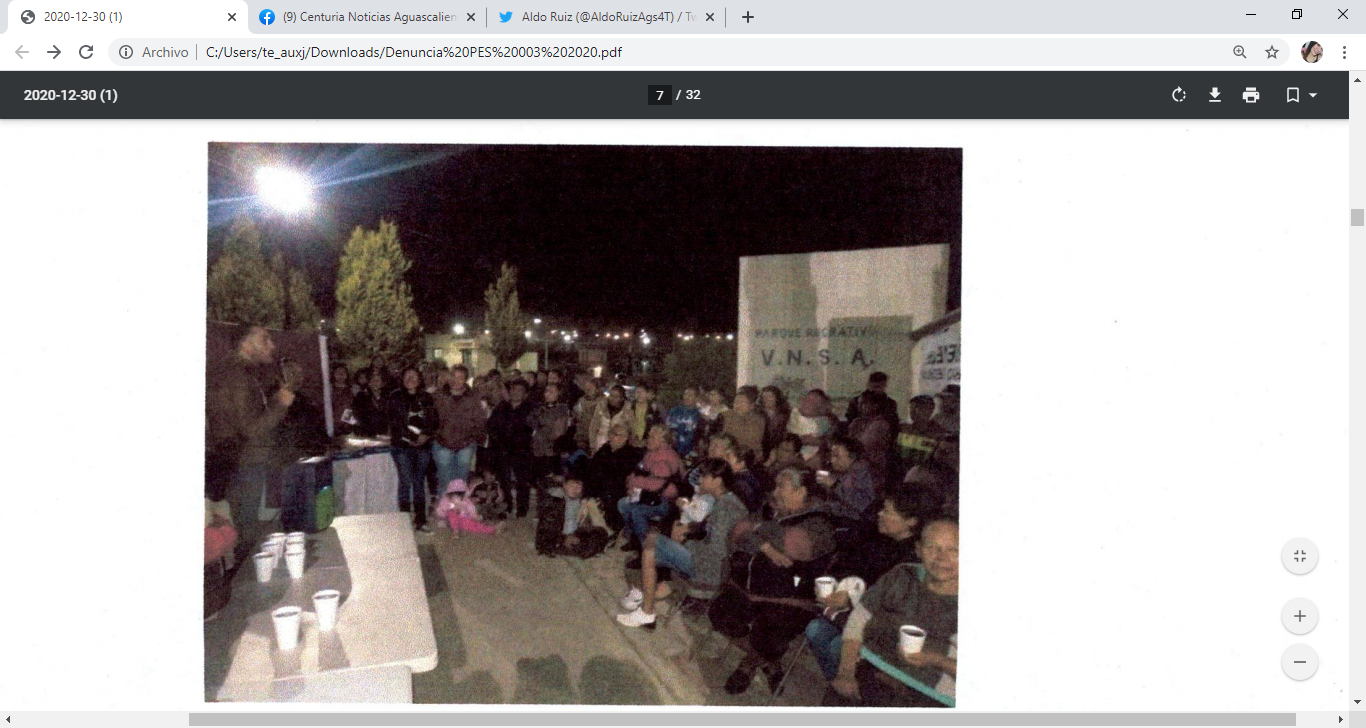 2020-12-30 (1)
(9) Centuria Noticias Aguascalien
Aldo Ruiz (@AldoRuizAgs4T) / Tw
Archivo
C:/Users/te_auxj/Downloads/Denuncia%20PES%20003%202020.pdf
2020-12-30 (1)
7 / 32
PARQUE RECRATIV
V.N.S.A.